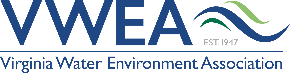 VWEA
EST 1947
Virginia Water Environment Association